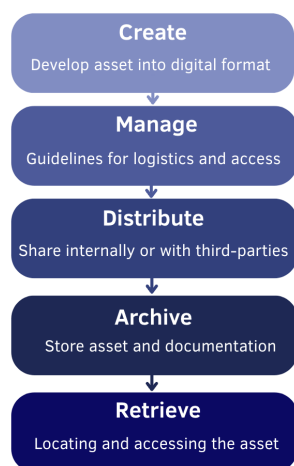 Create
Develop asset into digital format
Manage
Guidelines for logistics and access
Distribute
Share internally or with third-parties
Archive
Store asset and documentation
Retrieve
Locating and accessing the asset